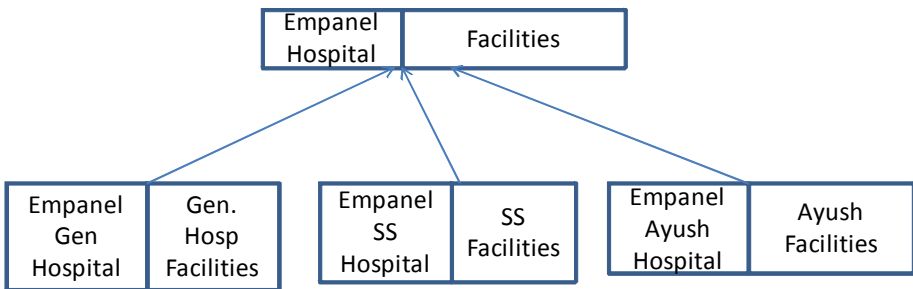 Empanel
Hospital
Facilities
Empanel
Gen
Hospital
Gen.
Hosp
Facilities
Empanel
SS
Hospital
SS
Facilities
Empanel
Ayush
Hospital
Ayush
Facilities